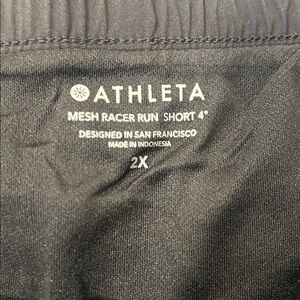 ATHLETA
MESH RACER RUN SHORT 4"
DESIGNED IN SAN FRANCISCO
MADE IN INDONESIA
2X